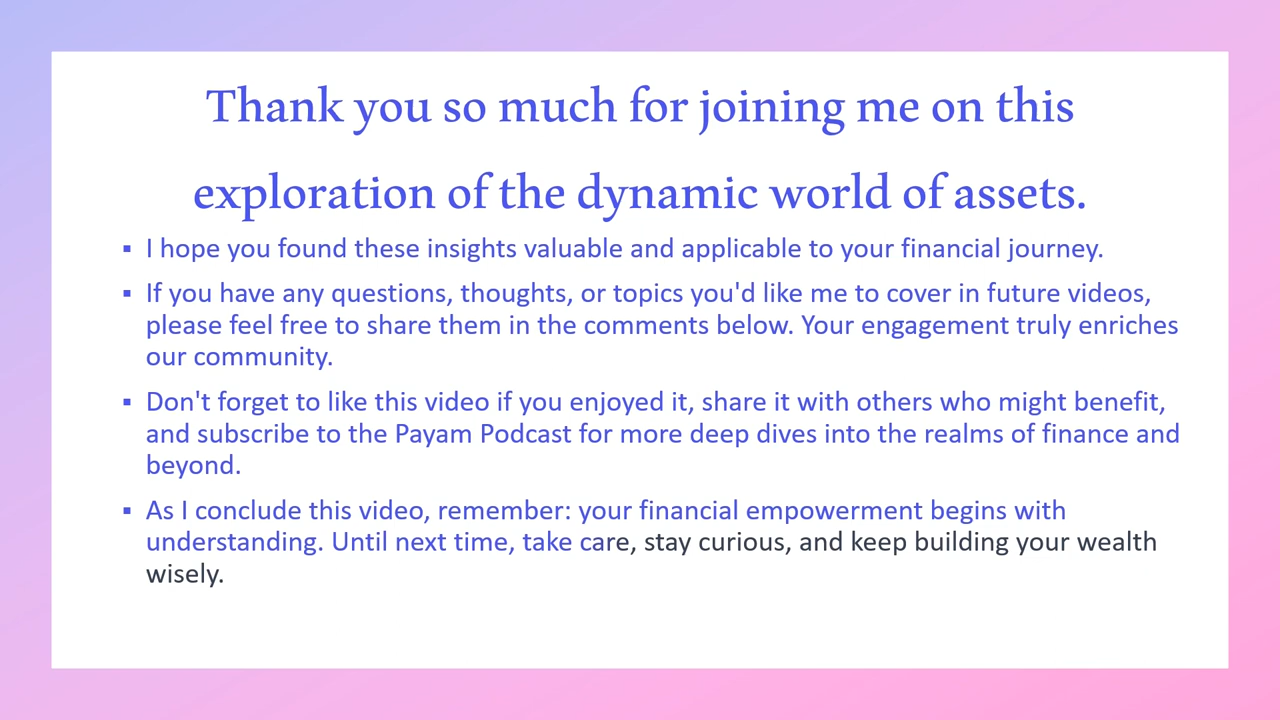 Thank you so much for joining me on this
exploration of the dynamic world of assets.
▪ I hope you found these insights valuable and applicable to your financial journey.
▪ If you have any questions, thoughts, or topics you'd like me to cover in future videos,
please feel free to share them in the comments below. Your engagement truly enriches
our community.
▪ Don't forget to like this video if you enjoyed it, share it with others who might benefit,
and subscribe to the Payam Podcast for more deep dives into the realms of finance and
beyond.
▪ As I conclude this video, remember: your financial empowerment begins with
understanding. Until next time, take care, stay curious, and keep building your wealth
wisely.